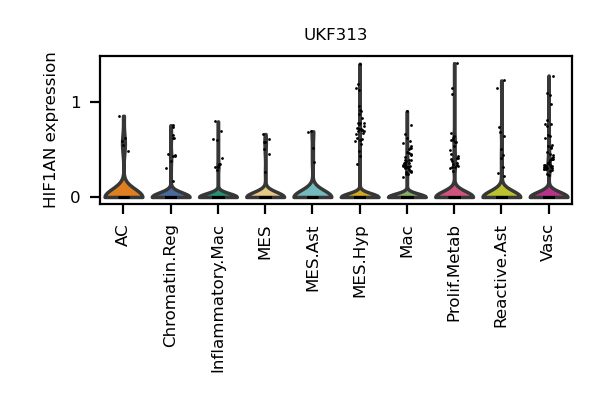 UKF313
HIF1AN expression
1
0
AC
Chromatin.Reg
Inflammatory.Mac
MES
MES.Ast
MES.Hyp
Mac
Prolif.Metab
Reactive.Ast
Vasc